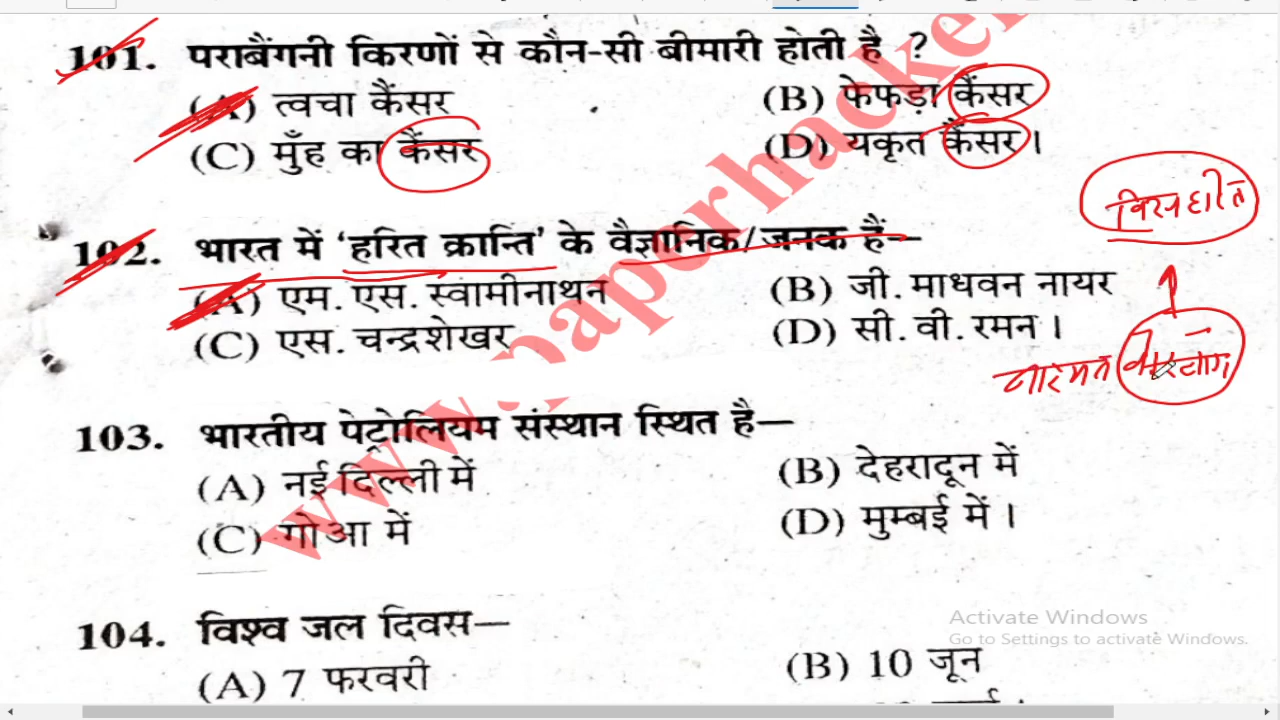 101. पराबैंगनी किरणों से कौन-सी बीमारी होती है ?
(A) त्वचा कैंसर (B) फेफड़ा कैंसर
(C) मुँह का कैंसर (D) यकृत कैंसर।
102. भारत में ‘हरित क्रान्ति’ के वैज्ञानिक/जनक हैं—
(A) एम. एस. स्वामीनाथन (B) जी. माधवन नायर
(C) एस. चन्द्रशेखर (D) सी. वी. रमन।
103. भारतीय पेट्रोलियम संस्थान स्थित है—
(A) नई दिल्ली में (B) देहरादून में
(C) गोआ में (D) मुम्बई में।
104. विश्व जल दिवस—
(A) 7 फरवरी (B) 10 जून
www.paperhacke
Activate Windows
Go to Settings to activate Windows.